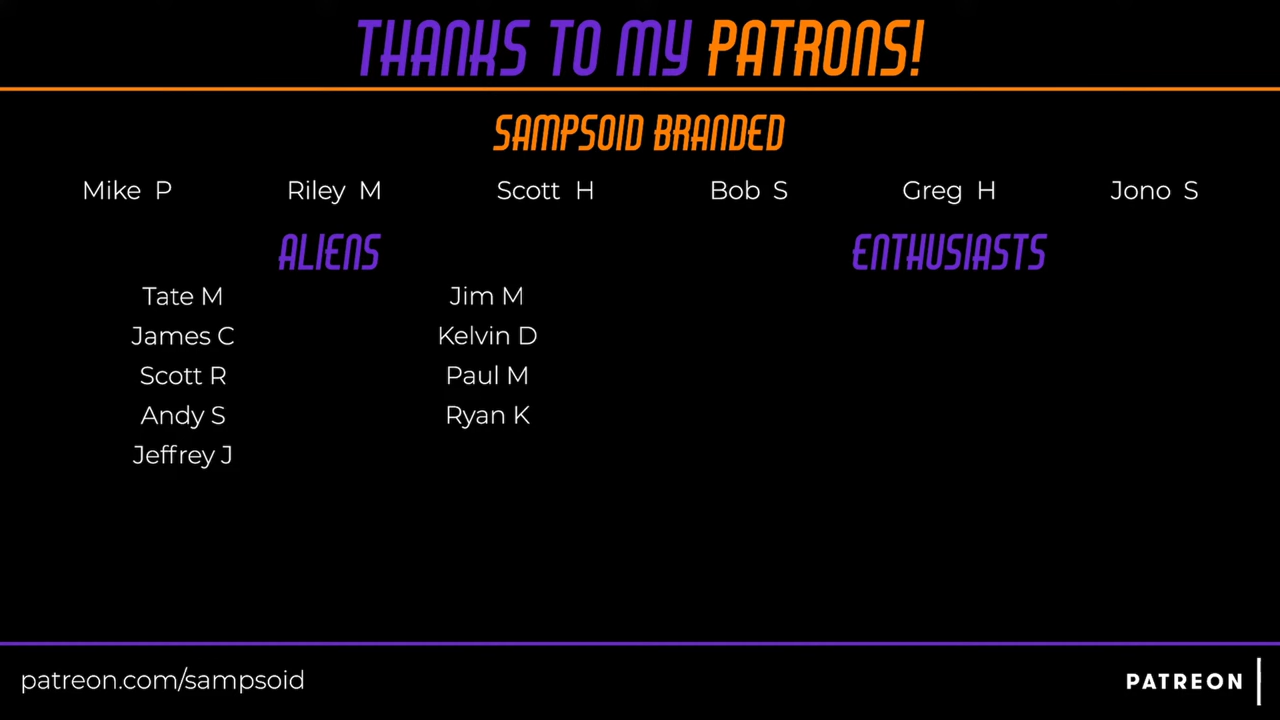 THANKS TO MY PATRONS!
SAMPSOID BRANDED
Mike P Riley M Scott H Bob S Greg H Jono S
ALIENS ENTHUSIASTS
Tate M Jim M
James C Kelvin D
Scott R Paul M
Andy S Ryan K
Jeffrey J
patreon.com/sampsoid PATREON